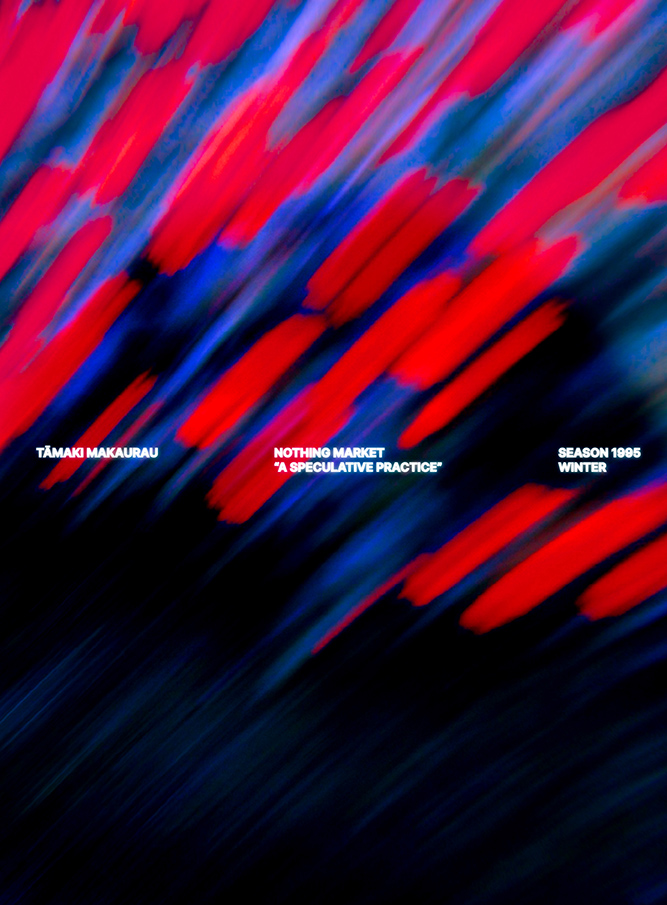 TĀMAKI MAKAURAU
NOTHING MARKET
“A SPECULATIVE PRACTICE”
SEASON 1995
WINTER